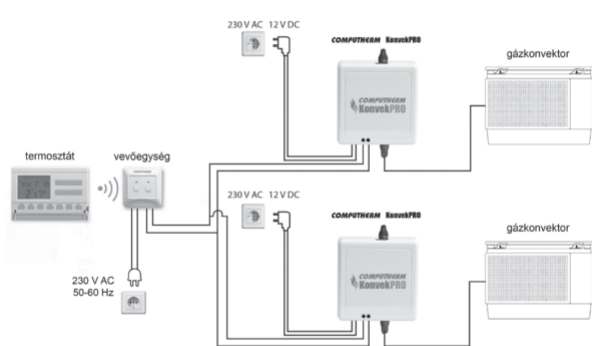 230 V AC 12 V DC
COMPUTHERM KonvekPRO
gázkonvektor
COMPUTHERM
KonvekPRO
termosztát
vevőegység
230 V AC 12 V DC
COMPUTHERM KonvekPRO
gázkonvektor
COMPUTHERM
KonvekPRO
230 V AC
50-60 Hz